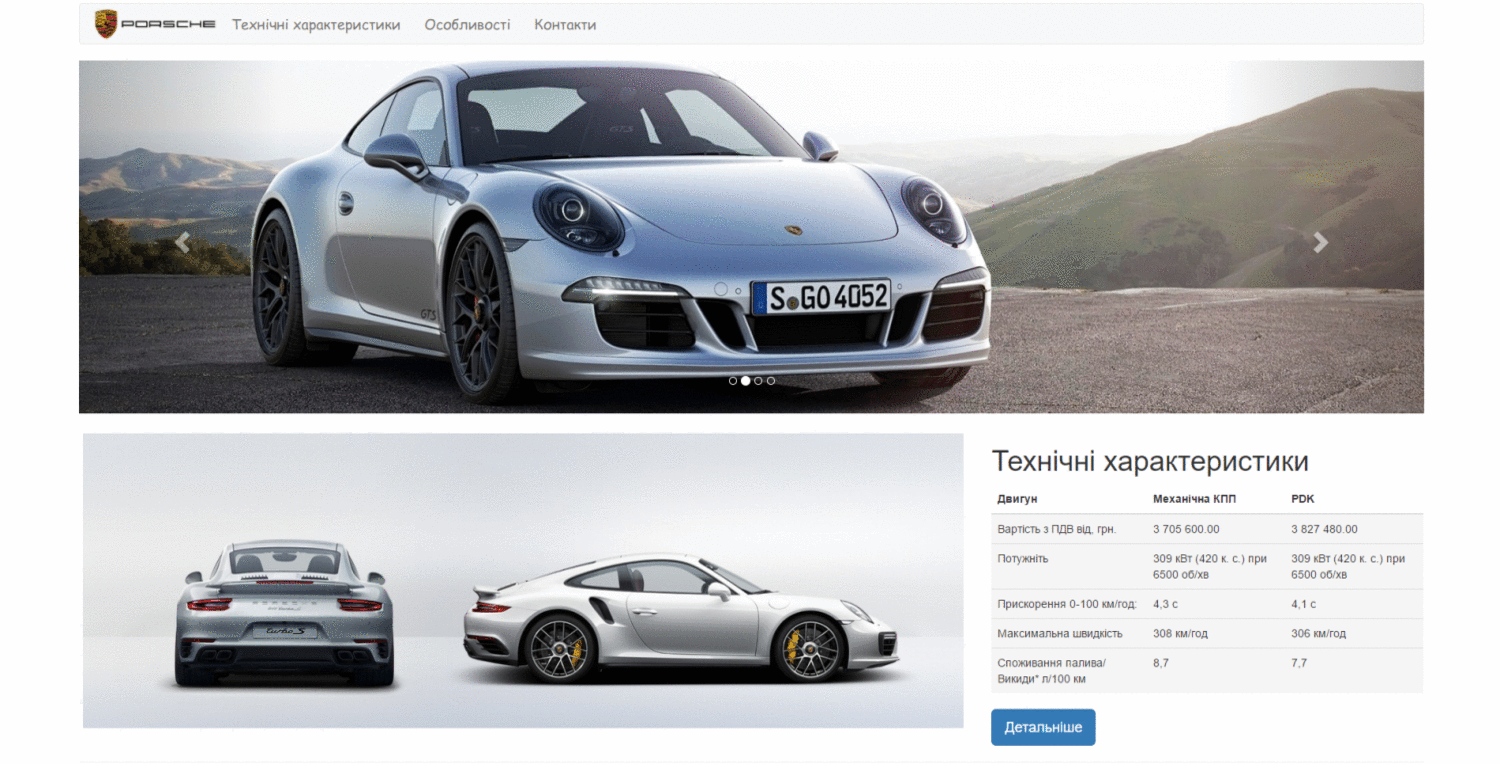 PORSCHE Технічні характеристики Особливості Контакти
GTS
GTS
S GO 4052
Технічні характеристики
Двигун Механічна КПП PDK
Вартість з ПДВ від, грн. 3 705 600.00 3 827 480.00
Потужніть 309 кВт (420 к. с.) при 309 кВт (420 к. с.) при
6500 об/хв 6500 об/хв
Прискорення 0-100 км/год: 4,3 с 4,1 с
Максимальна швидкість 308 км/год 306 км/год
Споживання палива/ 8,7 7,7
Викиди* л/100 км
PORSCHE
turbo S
Детальніше